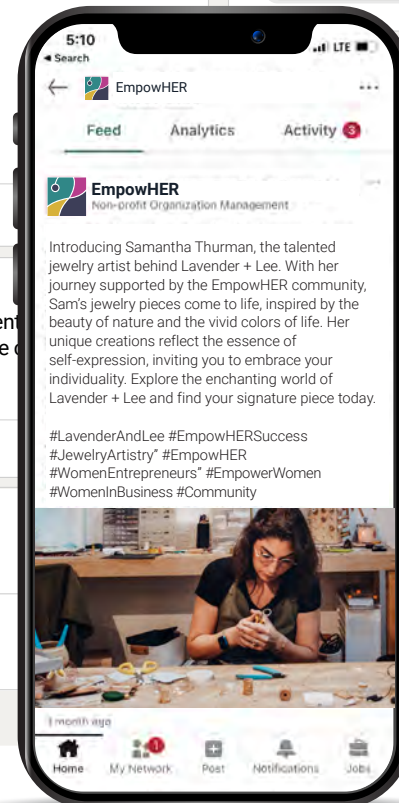 5:10
LTE
Search
EmpowHER
Feed Analytics Activity 3
EmpowHER
Non-profit Organization Management
Introducing Samantha Thurman, the talented
jewelry artist behind Lavender + Lee. With her
journey supported by the EmpowHER community,
Sam's jewelry pieces come to life, inspired by the
beauty of nature and the vivid colors of life. Her
unique creations reflect the essence of
self-expression, inviting you to embrace your
individuality. Explore the enchanting world of
Lavender + Lee and find your signature piece today.
#LavenderAndLee #EmpowHERSuccess
#JewelryArtistry" #EmpowHER
#WomenEntrepreneurs" #EmpowerWomen
#WomenInBusiness #Community
1 month ago
1
Home My Network Post Notifications Jobs